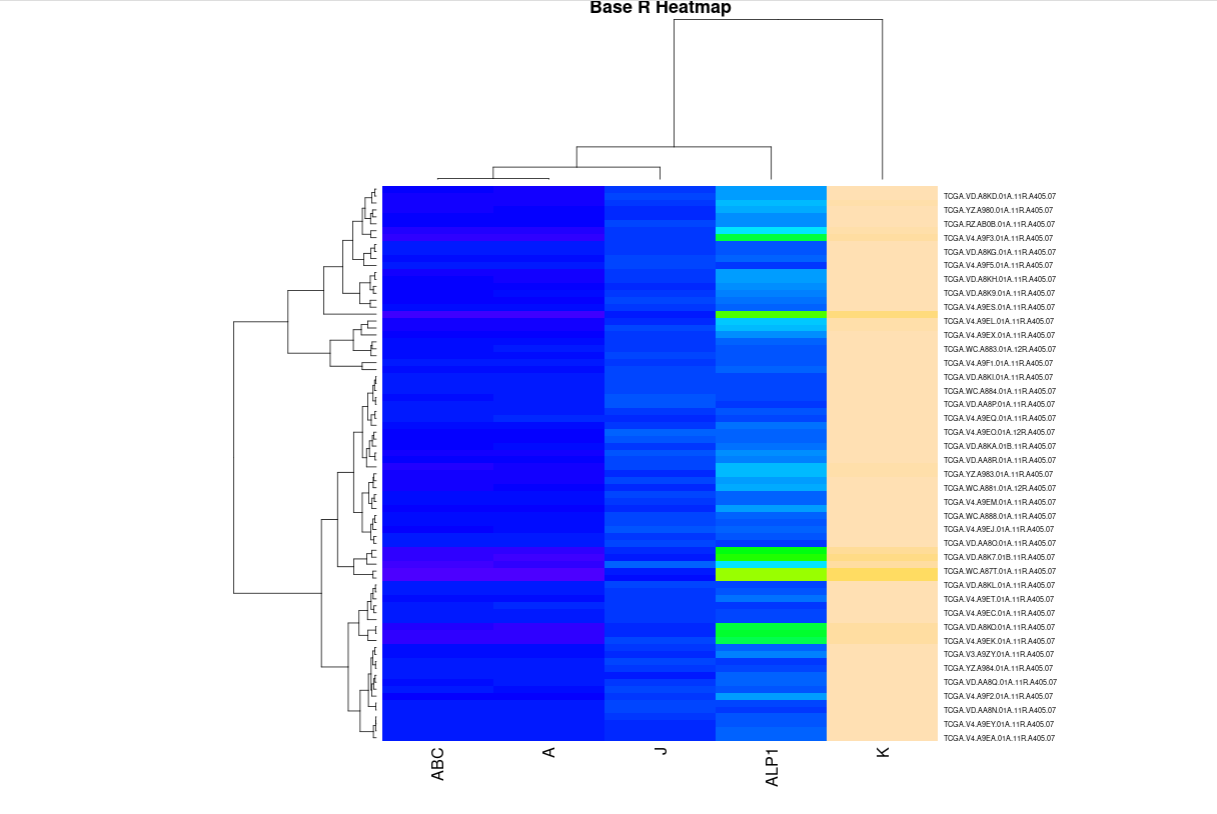 Base R Heatmap
TCGA.VD.A8KD.01A.11R.A405.07
TCGA.YZ.A980.01A.11R.A405.07
TCGA.RZ.AB0B.01A.11R.A405.07
TCGA.V4.A9F3.01A.11R.A405.07
TCGA.VD.A8KG.01A.11R.A405.07
TCGA.V4.A9F5.01A.11R.A405.07
TCGA.VD.A8KH.01A.11R.A405.07
TCGA.VD.A8K9.01A.11R.A405.07
TCGA.V4.A9ES.01A.11R.A405.07
TCGA.V4.A9EL.01A.11R.A405.07
TCGA.V4.A9EX.01A.11R.A405.07
TCGA.WC.A883.01A.12R.A405.07
TCGA.V4.A9F1.01A.11R.A405.07
TCGA.VD.A8KI.01A.11R.A405.07
TCGA.WC.A884.01A.11R.A405.07
TCGA.VD.AA8P.01A.11R.A405.07
TCGA.V4.A9EQ.01A.11R.A405.07
TCGA.V4.A9EO.01A.12R.A405.07
TCGA.VD.A8KA.01B.11R.A405.07
TCGA.VD.AA8R.01A.11R.A405.07
TCGA.YZ.A983.01A.11R.A405.07
TCGA.WC.A881.01A.12R.A405.07
TCGA.V4.A9EM.01A.11R.A405.07
TCGA.WC.A888.01A.11R.A405.07
TCGA.V4.A9EJ.01A.11R.A405.07
TCGA.VD.AA8O.01A.11R.A405.07
TCGA.VD.A8K7.01B.11R.A405.07
TCGA.WC.A87T.01A.11R.A405.07
TCGA.VD.A8KL.01A.11R.A405.07
TCGA.V4.A9ET.01A.11R.A405.07
TCGA.V4.A9EC.01A.11R.A405.07
TCGA.VD.A8KO.01A.11R.A405.07
TCGA.V4.A9EK.01A.11R.A405.07
TCGA.V3.A9ZY.01A.11R.A405.07
TCGA.YZ.A984.01A.11R.A405.07
TCGA.VD.AA8Q.01A.11R.A405.07
TCGA.V4.A9F2.01A.11R.A405.07
TCGA.VD.AA8N.01A.11R.A405.07
TCGA.V4.A9EY.01A.11R.A405.07
TCGA.V4.A9EA.01A.11R.A405.07
ABC
A
J
ALP1
K